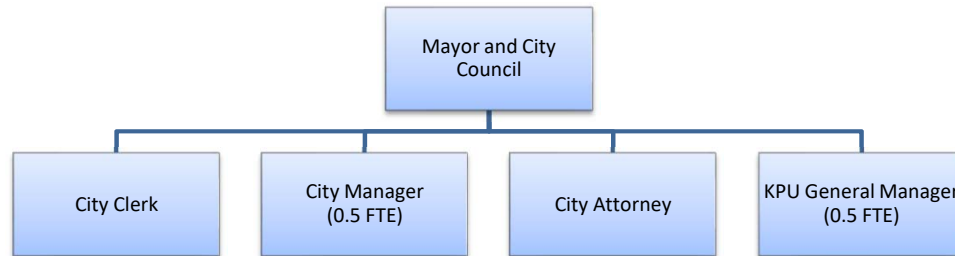 Mayor and City
Council
City Clerk
City Manager
(0.5 FTE)
City Attorney
KPU General Manager
(0.5 FTE)